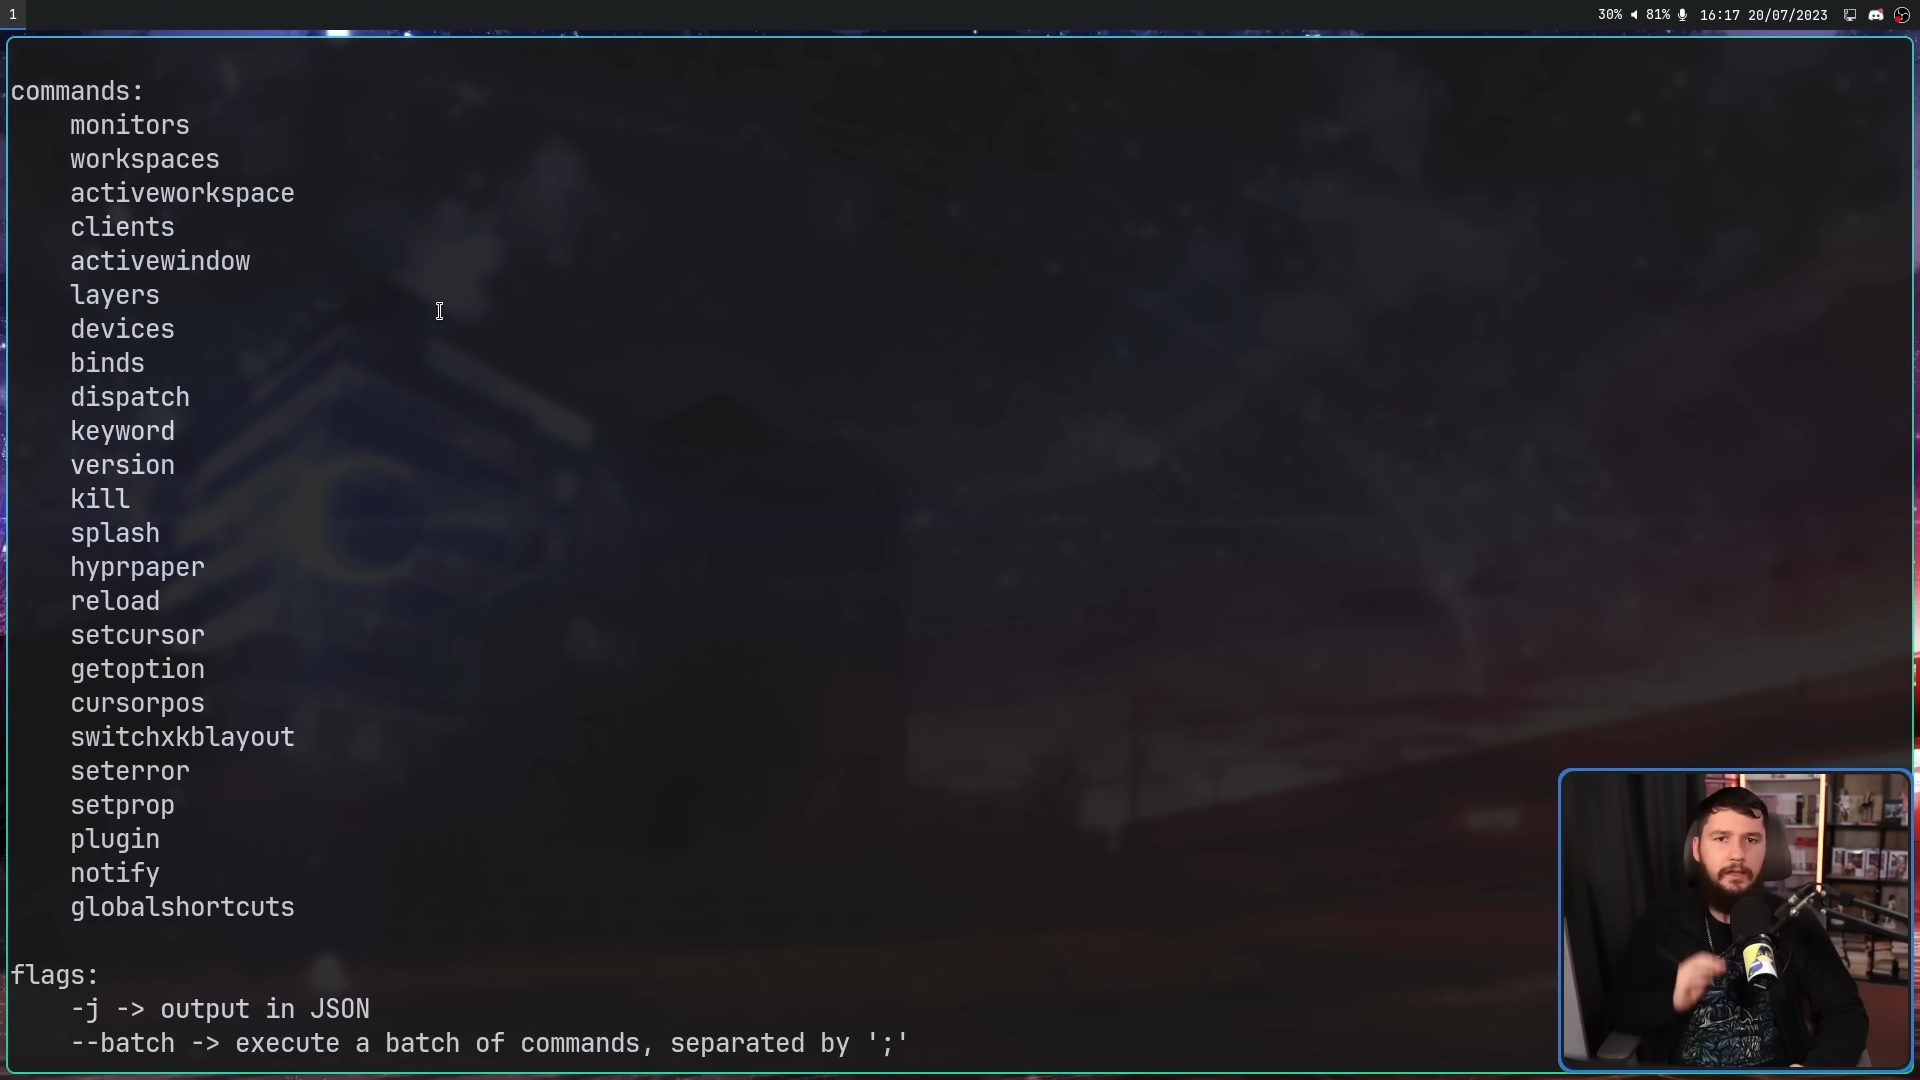 1
30% 81% 16:17 20/07/2023
commands:
monitors
workspaces
activeworkspace
clients
activewindow
layers
devices
binds
dispatch
keyword
version
kill
splash
hyprpaper
reload
setcursor
getoption
cursorpos
switchxkblayout
seterror
setprop
plugin
notify
globalshortcuts
flags:
-j -> output in JSON
--batch -> execute a batch of commands, separated by ';'